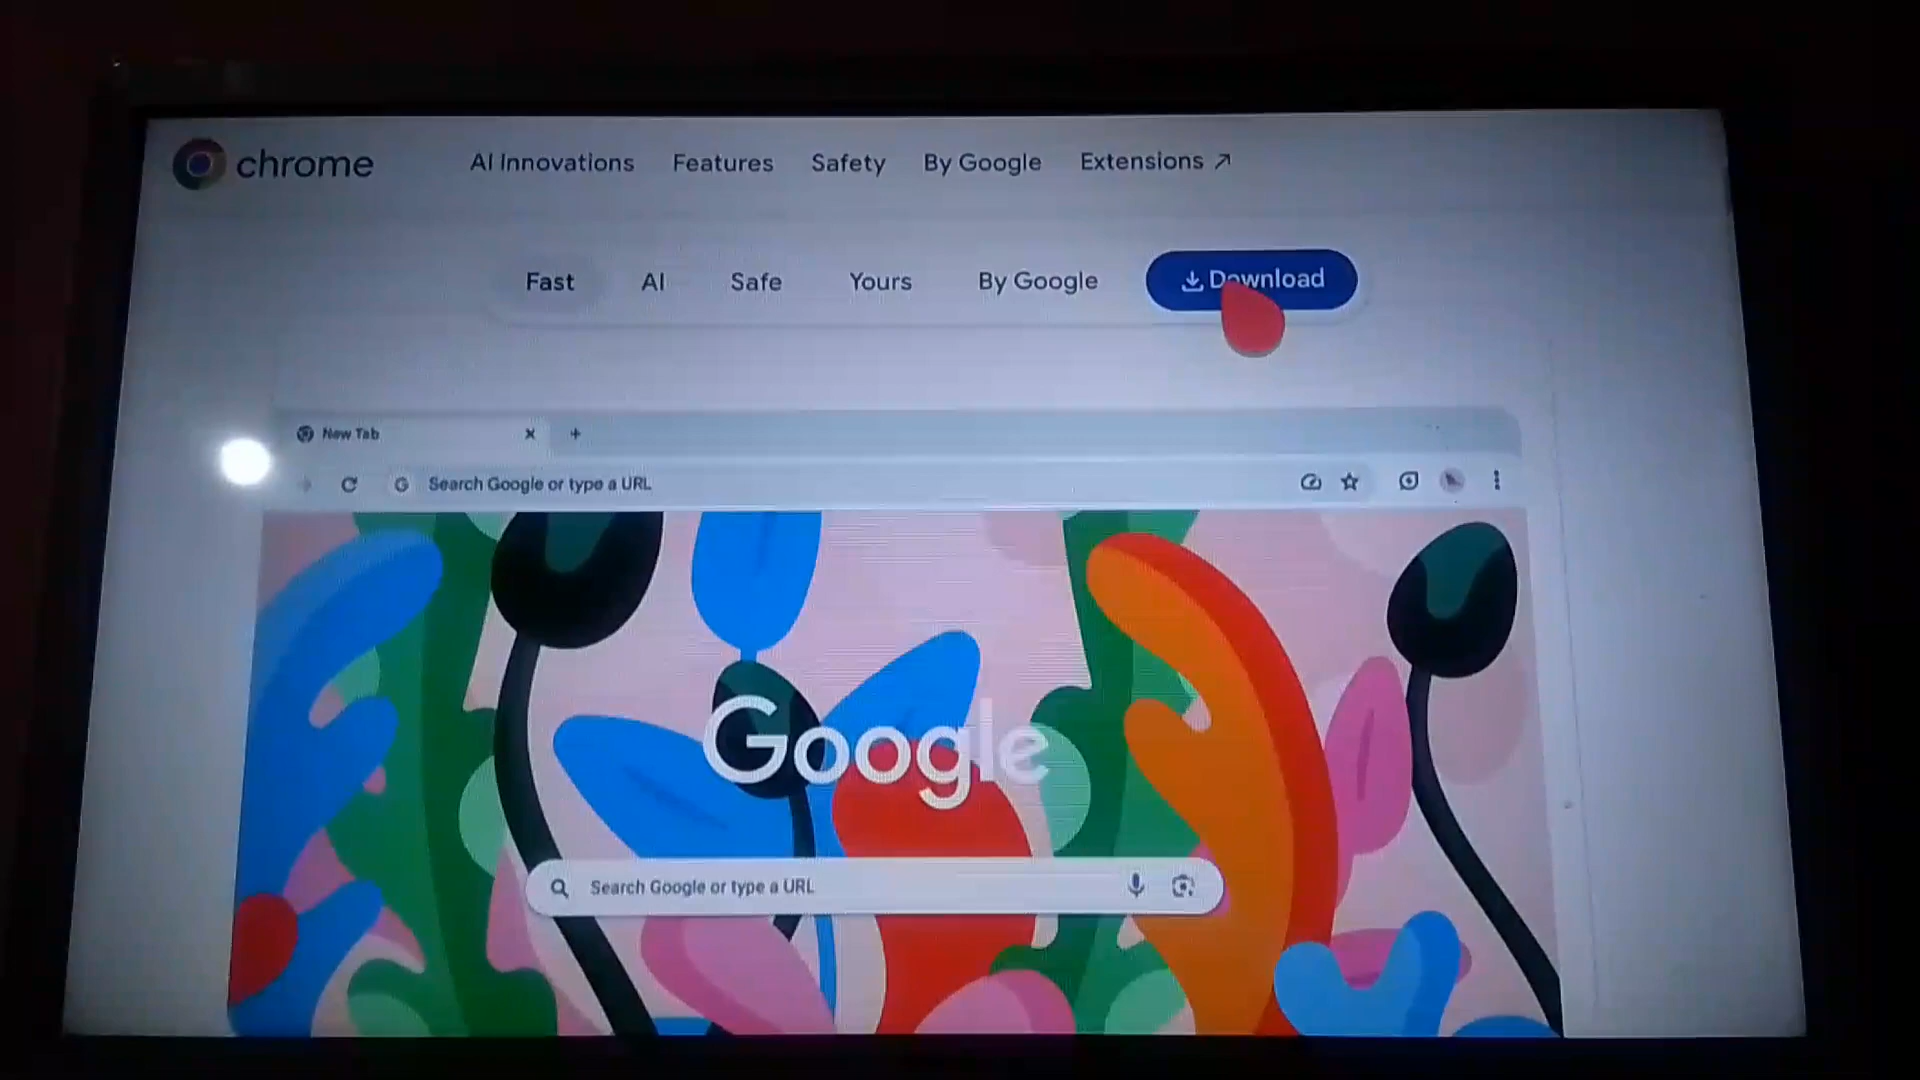 chrome AI Innovations Features Safety By Google Extensions
Fast AI Safe Yours By Google Download
New Tab
G Search Google or type a URL
Google
Search Google or type a URL